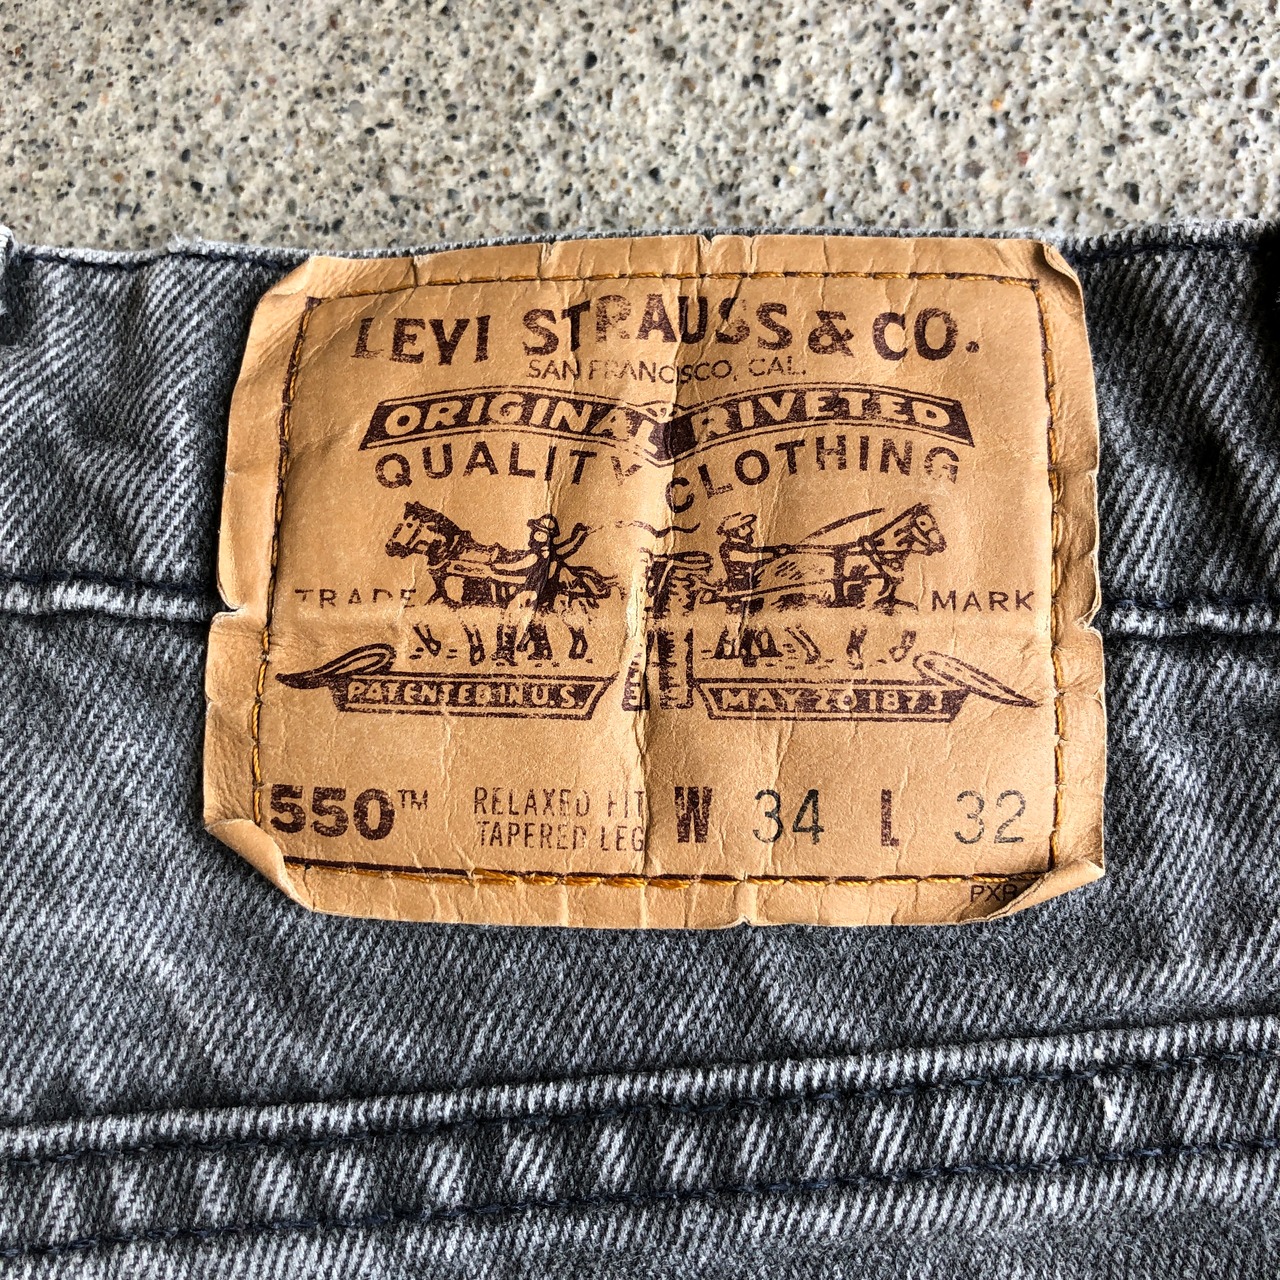 LEVI STRAUSS & CO.
SAN FRANCISCO, CAL.
ORIGINAL RIVETED
QUALITY CLOTHING
TRADE MARK
PATENTED IN U.S. MAY 20 1873
550™ RELAXED FIT W 34 L 32
TAPERED LEG